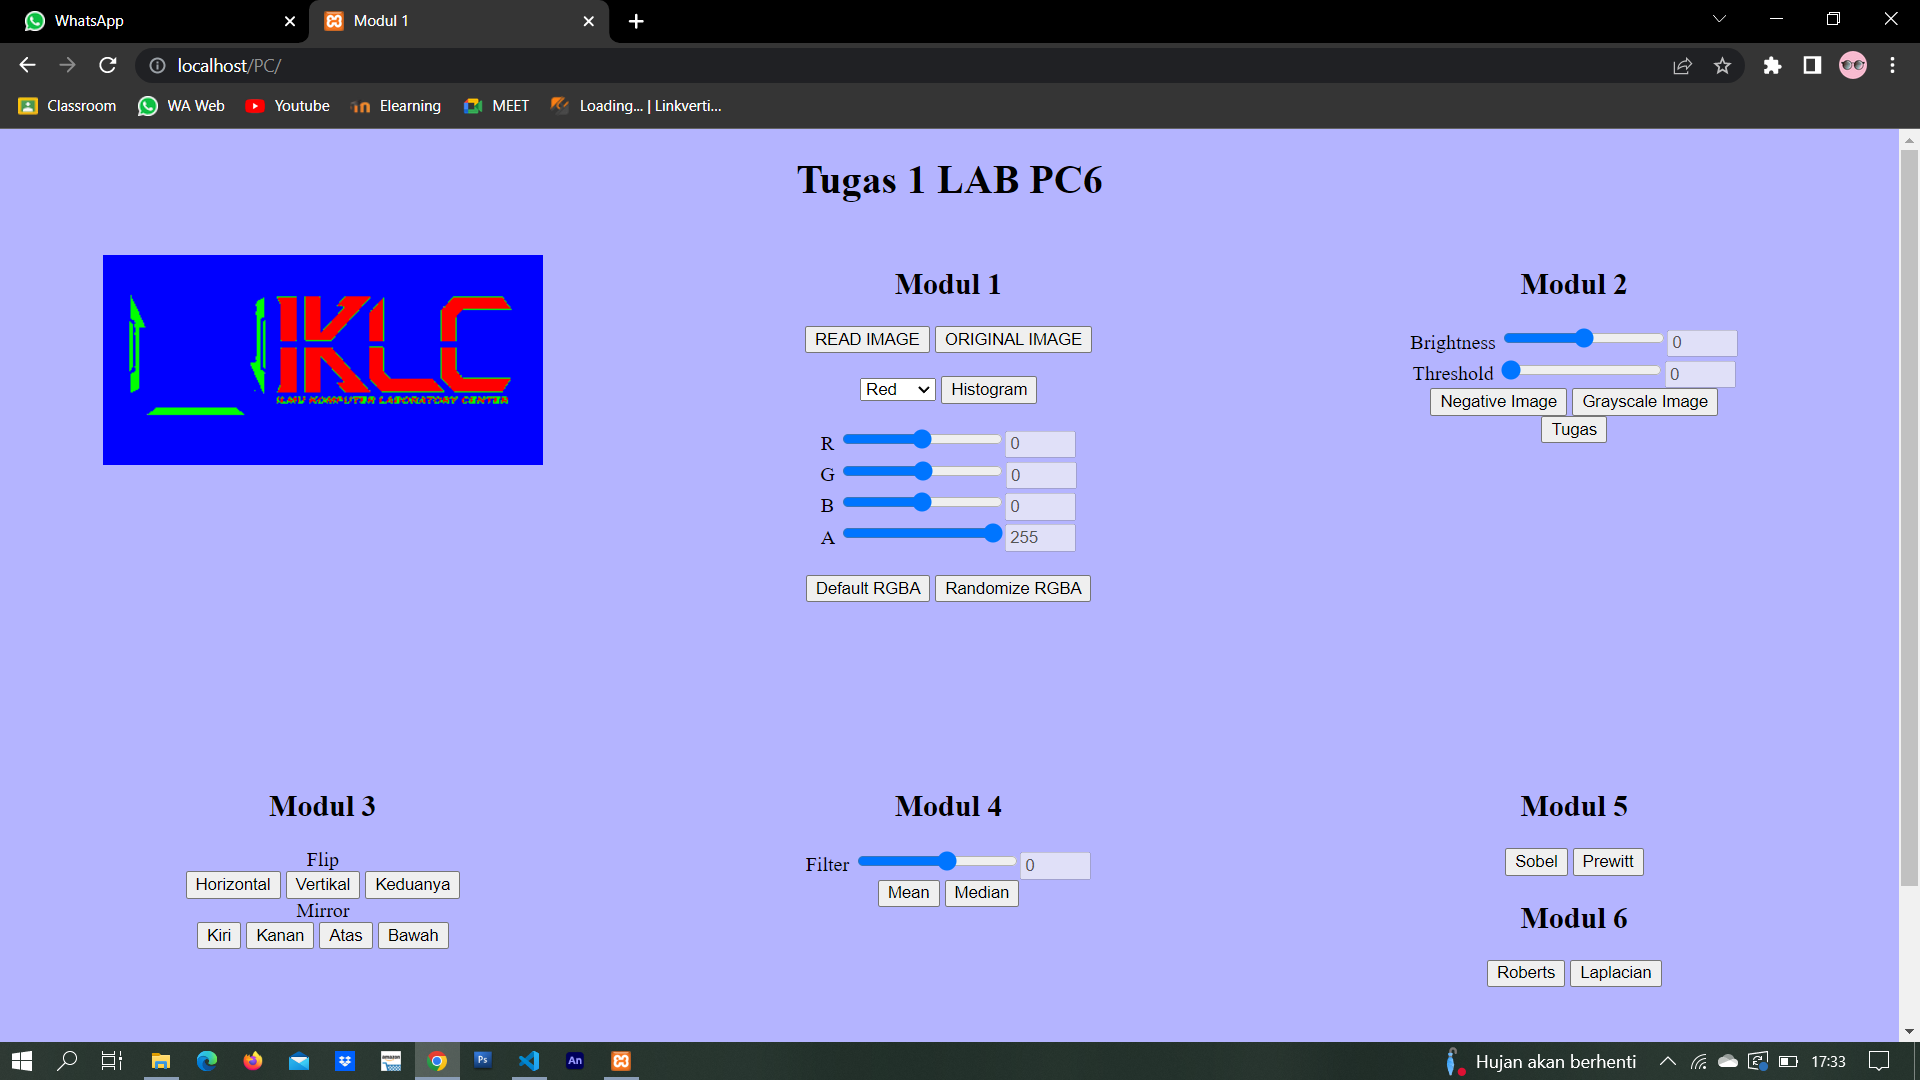 WhatsApp
Modul 1
localhost/PC/
Classroom
WA Web
Youtube
Elearning
MEET
Loading... | Linkverti...
Tugas 1 LAB PC6
IKLC
ILMU KOMPUTER LABORATORY CENTER
Modul 1
READ IMAGE
ORIGINAL IMAGE
Red
Histogram
R
0
G
0
B
0
A
255
Default RGBA
Randomize RGBA
Modul 2
Brightness
0
Threshold
0
Negative Image
Grayscale Image
Tugas
Modul 3
Flip
Horizontal
Vertikal
Keduanya
Mirror
Kiri
Kanan
Atas
Bawah
Modul 4
Filter
0
Mean
Median
Modul 5
Sobel
Prewitt
Modul 6
Roberts
Laplacian
amazon
Ps
An
Hujan akan berhenti
17:33